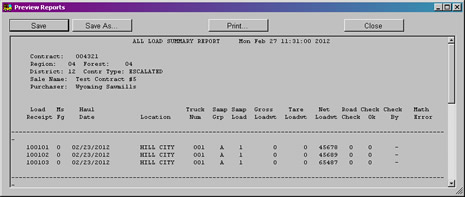 Preview Reports
Save Save As... Print... Close
ALL LOAD SUMMARY REPORT Mon Feb 27 11:31:00 2012
Contract: 004321
Region: 04 Forest: 04
District: 12 Contr Type: ESCALATED
Sale Name: Test Contract #5
Purchaser: Wyoming Sawmills
Load Ms Haul Truck Samp Samp Gross Tare Net Road Check Check Math
Receipt Fg Date Location Num Grp Load Loadwt Loadwt Loadwt Check Ok By Error
100101 0 02/23/2012 HILL CITY 001 A 1 0 0 45678 0 0 -
100102 0 02/23/2012 HILL CITY 001 A 1 0 0 45689 0 0 -
100103 0 02/23/2012 HILL CITY 001 A 1 0 0 65487 0 0 -